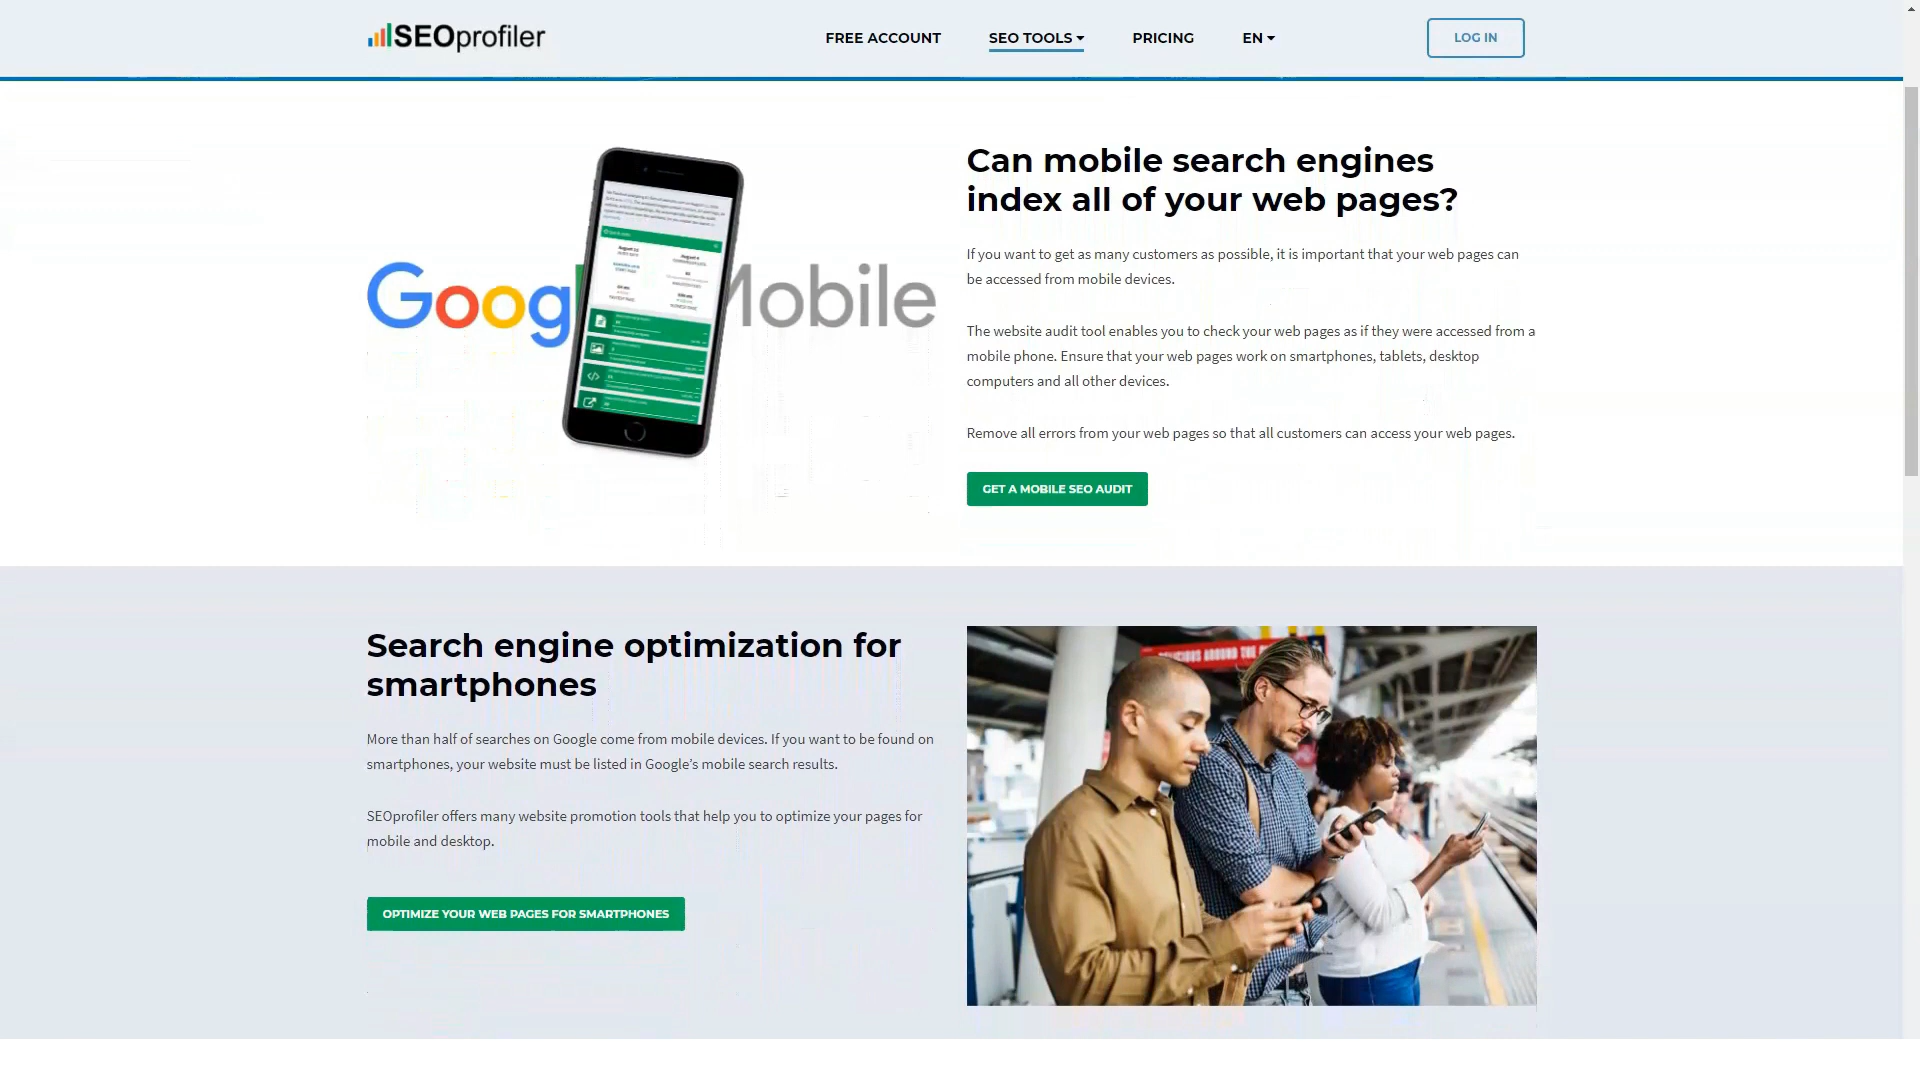 SEOprofiler
FREE ACCOUNT
SEO TOOLS
PRICING
EN
LOG IN
Google Mobile
Can mobile search engines
index all of your web pages?
If you want to get as many customers as possible, it is important that your web pages can
be accessed from mobile devices.
The website audit tool enables you to check your web pages as if they were accessed from a
mobile phone. Ensure that your web pages work on smartphones, tablets, desktop
computers and all other devices.
Remove all errors from your web pages so that all customers can access your web pages.
GET A MOBILE SEO AUDIT
Search engine optimization for
smartphones
More than half of searches on Google come from mobile devices. If you want to be found on
smartphones, your website must be listed in Google’s mobile search results.
SEOprofiler offers many website promotion tools that help you to optimize your pages for
mobile and desktop.
OPTIMIZE YOUR WEB PAGES FOR SMARTPHONES